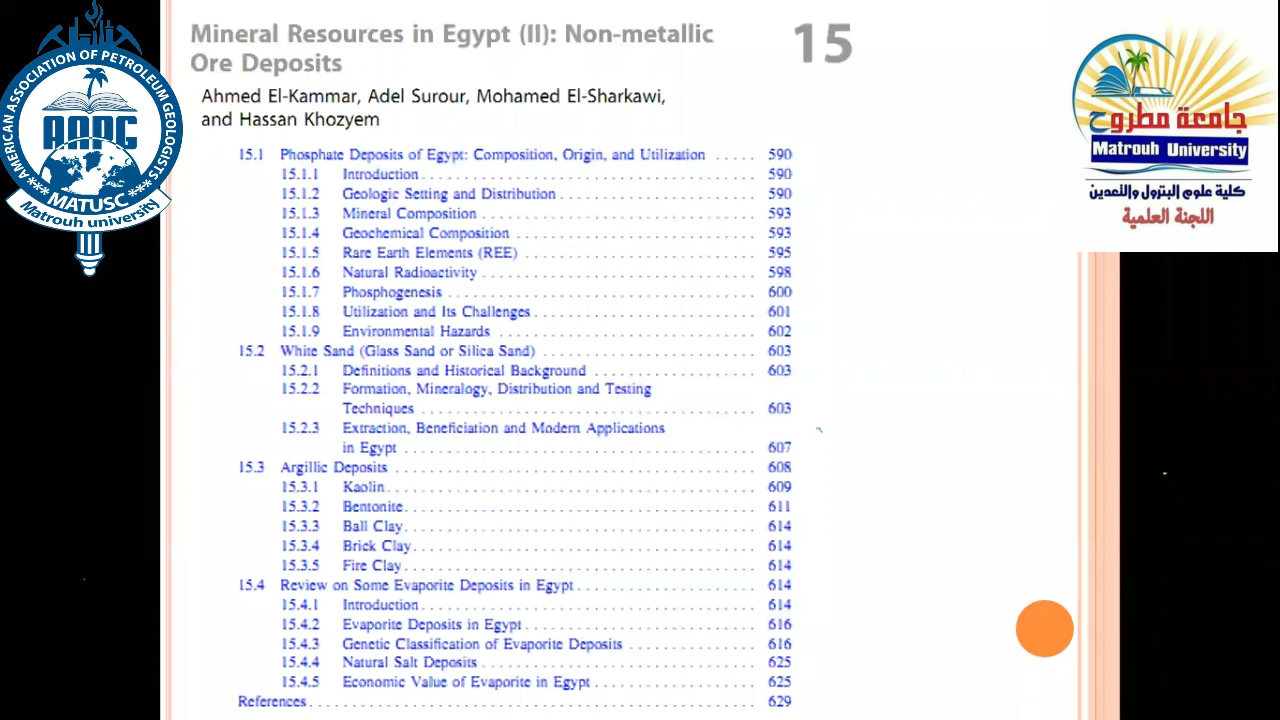 AMERICAN ASSOCIATION OF PETROLEUM GEOLOGISTS
AAPG
*** MATUSC ***
Matrouh university
Mineral Resources in Egypt (II): Non-metallic
Ore Deposits
15
Ahmed El-Kammar, Adel Surour, Mohamed El-Sharkawi,
and Hassan Khozyem
جامعة مطروح
Matrouh University
كلية علوم البترول والتعدين
اللجنة العلمية
15.1 Phosphate Deposits of Egypt: Composition, Origin, and Utilization ..... 590
15.1.1 Introduction ..... 590
15.1.2 Geologic Setting and Distribution ..... 590
15.1.3 Mineral Composition ..... 593
15.1.4 Geochemical Composition ..... 593
15.1.5 Rare Earth Elements (REE) ..... 595
15.1.6 Natural Radioactivity ..... 598
15.1.7 Phosphogenesis ..... 600
15.1.8 Utilization and Its Challenges ..... 601
15.1.9 Environmental Hazards ..... 602
15.2 White Sand (Glass Sand or Silica Sand) ..... 603
15.2.1 Definitions and Historical Background ..... 603
15.2.2 Formation, Mineralogy, Distribution and Testing
Techniques ..... 603
15.2.3 Extraction, Beneficiation and Modern Applications
in Egypt ..... 607
15.3 Argillic Deposits ..... 608
15.3.1 Kaolin ..... 609
15.3.2 Bentonite ..... 611
15.3.3 Ball Clay ..... 614
15.3.4 Brick Clay ..... 614
15.3.5 Fire Clay ..... 614
15.4 Review on Some Evaporite Deposits in Egypt ..... 614
15.4.1 Introduction ..... 614
15.4.2 Evaporite Deposits in Egypt ..... 616
15.4.3 Genetic Classification of Evaporite Deposits ..... 616
15.4.4 Natural Salt Deposits ..... 625
15.4.5 Economic Value of Evaporite in Egypt ..... 625
References ..... 629